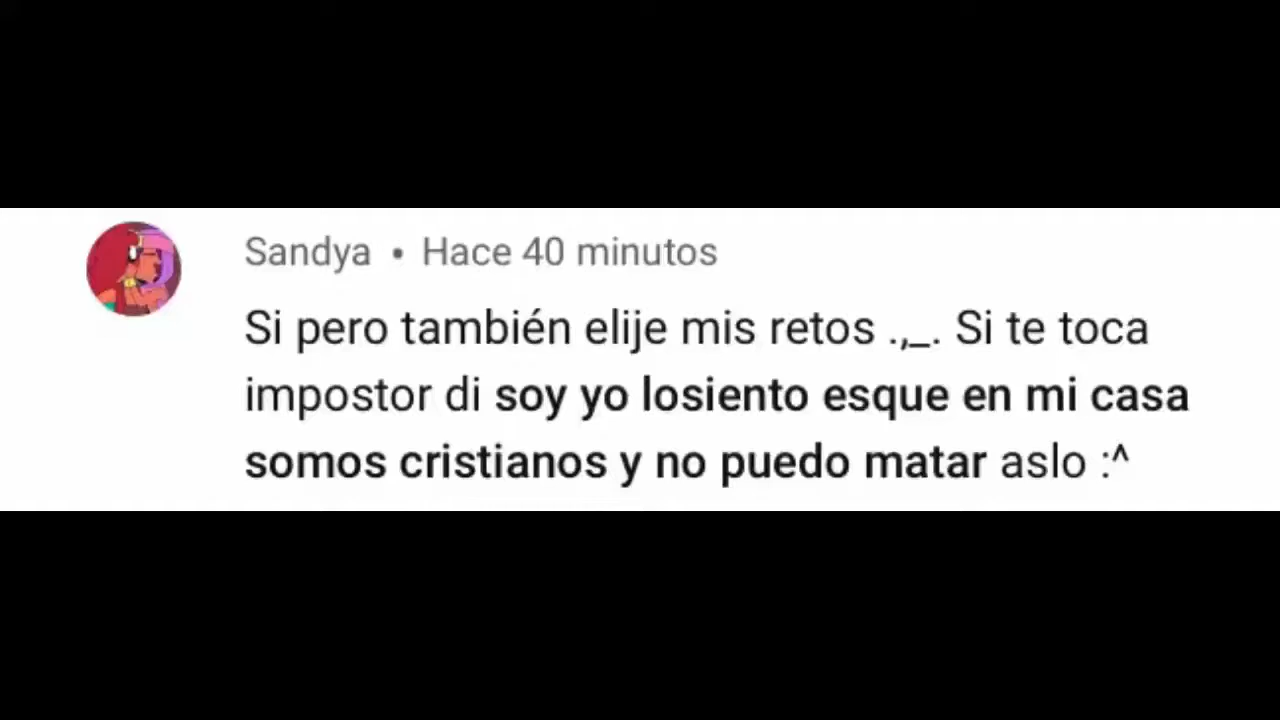 Sandya • Hace 40 minutos
Si pero también elije mis retos .,_. Si te toca
impostor di soy yo losiento esque en mi casa
somos cristianos y no puedo matar aslo :^